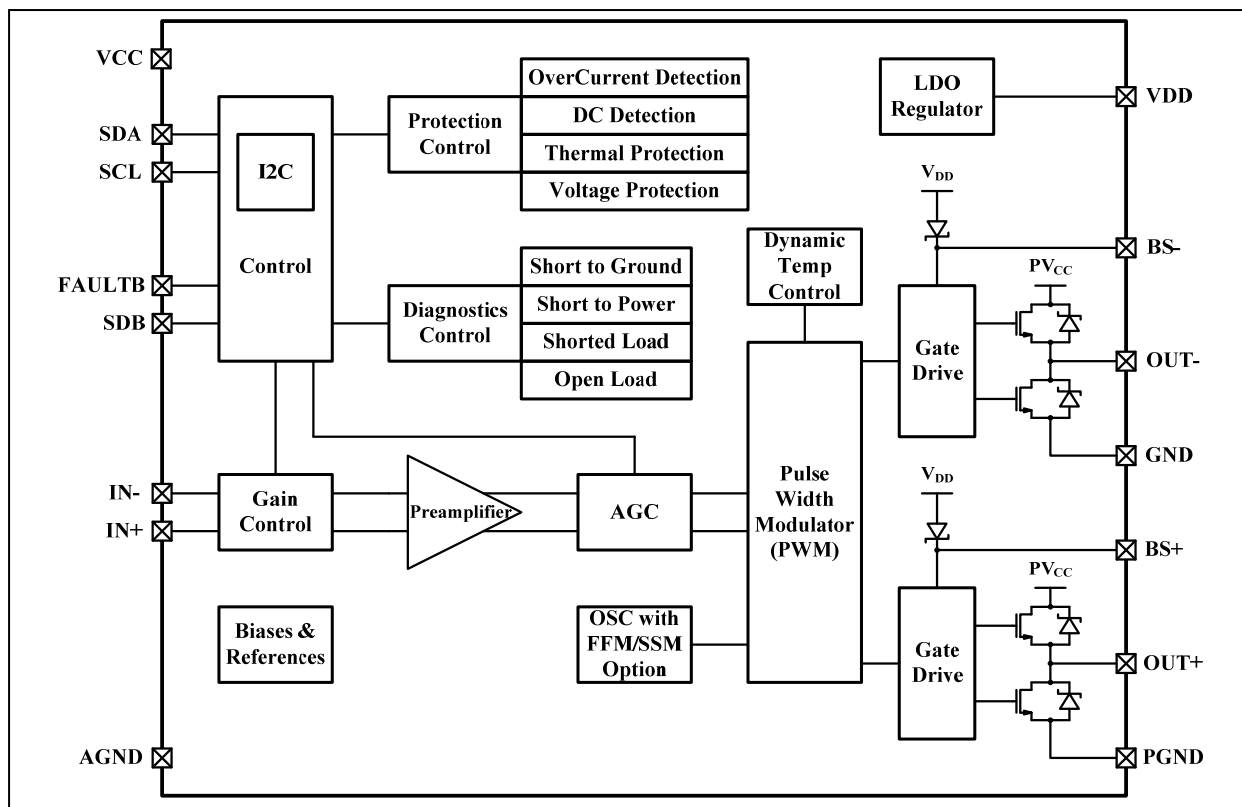 VCC
SDA
SCL
FAULTB
SDB
IN-
IN+
AGND
I2C
Control
Protection
Control
OverCurrent Detection
DC Detection
Thermal Protection
Voltage Protection
Diagnostics
Control
Short to Ground
Short to Power
Shorted Load
Open Load
Gain
Control
Preamplifier
AGC
Biases &
References
OSC with
FFM/SSM
Option
Dynamic
Temp
Control
Pulse
Width
Modulator
(PWM)
LDO
Regulator
VDD
VDD
BS-
PVCC
Gate
Drive
OUT-
GND
VDD
BS+
PVCC
Gate
Drive
OUT+
PGND